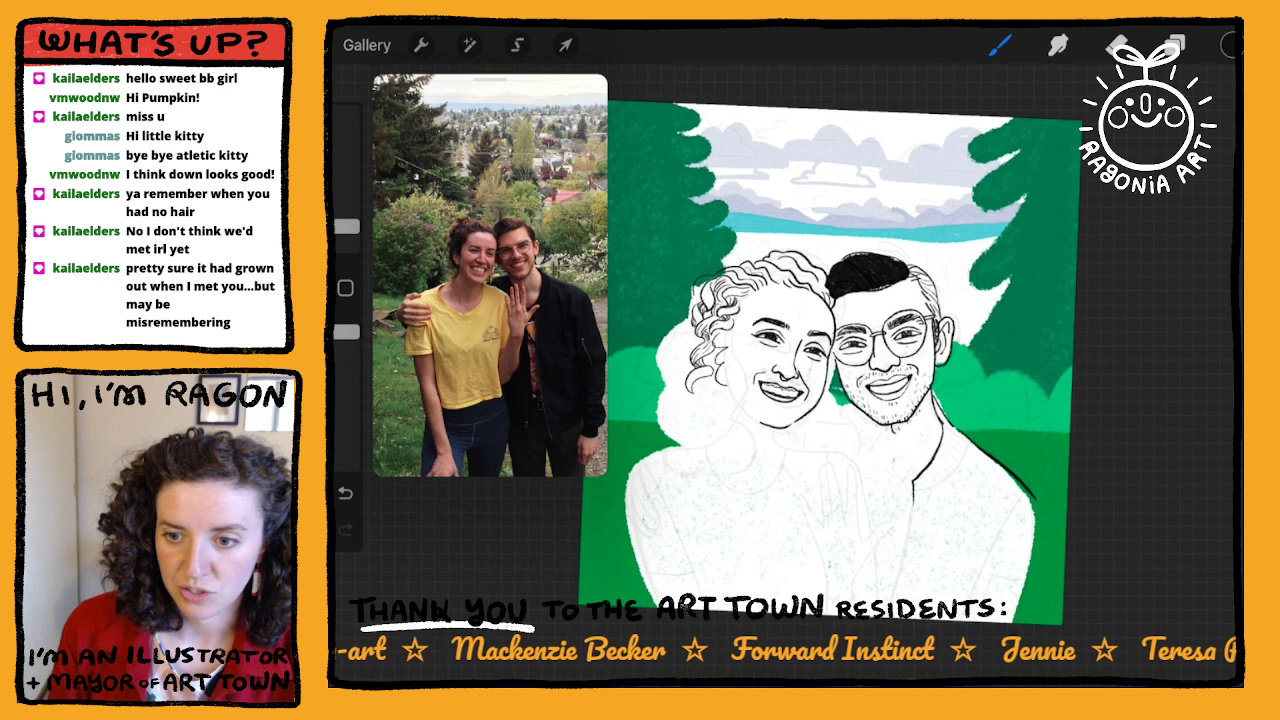 WHAT'S UP?
kailaelders hello sweet bb girl
vmwoodnw Hi Pumpkin!
kailaelders miss u
glommas Hi little kitty
glommas bye bye atletic kitty
vmwoodnw I think down looks good!
kailaelders ya remember when you
had no hair
kailaelders No I don't think we'd
met irl yet
kailaelders pretty sure it had grown
out when I met you...but
may be
misremembering
HI, I'M RAGON
I'M AN ILLUSTRATOR
+ MAYOR OF ART TOWN
Gallery
RAGONIA ART
THANK YOU TO THE ART TOWN RESIDENTS:
-art ☆ Mackenzie Becker ☆ Forward Instinct ☆ Jennie ☆ Teresa